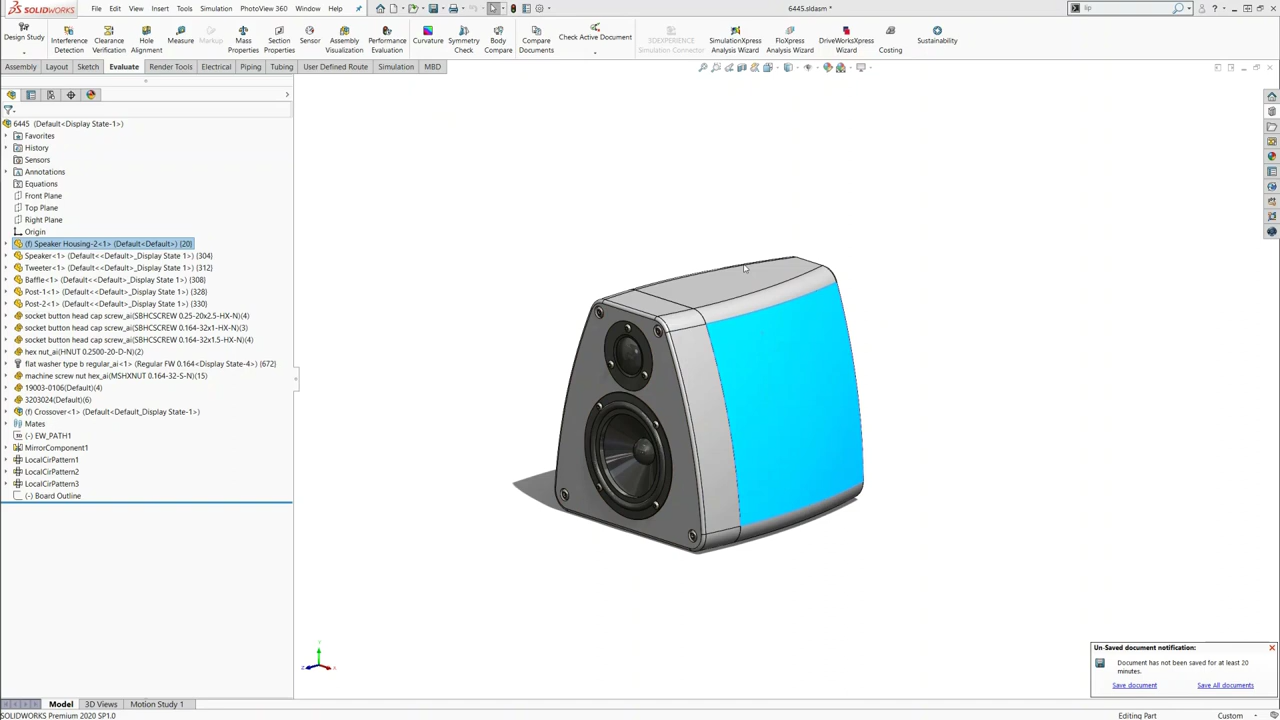 SOLIDWORKS File Edit View Insert Tools Simulation PhotoView 360 Window Help 6445.sldasm * lip
Design Study Interference Detection Clearance Verification Hole Alignment Measure Markup Mass Properties Section Properties Sensor Assembly Visualization Performance Evaluation Curvature Symmetry Check Body Compare Compare Documents Check Active Document 3DEXPERIENCE Simulation Connector SimulationXpress Analysis Wizard FloXpress Analysis Wizard DriveWorksXpress Wizard Costing Sustainability
Assembly Layout Sketch Evaluate Render Tools Electrical Piping Tubing User Defined Route Simulation MBD
6445 (Default<Display State-1>)
Favorites
History
Sensors
Annotations
Equations
Front Plane
Top Plane
Right Plane
Origin
(f) Speaker Housing-2<1> (Default<Default>) (20)
Speaker<1> (Default<<Default>_Display State 1>) (304)
Tweeter<1> (Default<<Default>_Display State 1>) (312)
Baffle<1> (Default<<Default>_Display State 1>) (308)
Post-1<1> (Default<<Default>_Display State 1>) (328)
Post-2<1> (Default<<Default>_Display State 1>) (330)
socket button head cap screw_ai(SBHCSCREW 0.25-20x2.5-HX-N)(4)
socket button head cap screw_ai(SBHCSCREW 0.164-32x1-HX-N)(3)
socket button head cap screw_ai(SBHCSCREW 0.164-32x1.5-HX-N)(4)
hex nut_ai(HNUT 0.2500-20-D-N)(2)
flat washer type b regular_ai<1> (Regular FW 0.164<Display State-4>) (672)
machine screw nut hex_ai(MSHXNUT 0.164-32-S-N)(15)
19003-0106(Default)(4)
3203024(Default)(6)
(f) Crossover<1> (Default<Default_Display State-1>)
Mates
(-) EW_PATH1
MirrorComponent1
LocalCirPattern1
LocalCirPattern2
LocalCirPattern3
(-) Board Outline
Un-Saved document notification:
Document has not been saved for at least 20
minutes.
Save document Save All documents
Model 3D Views Motion Study 1
SOLIDWORKS Premium 2020 SP1.0 Editing Part Custom